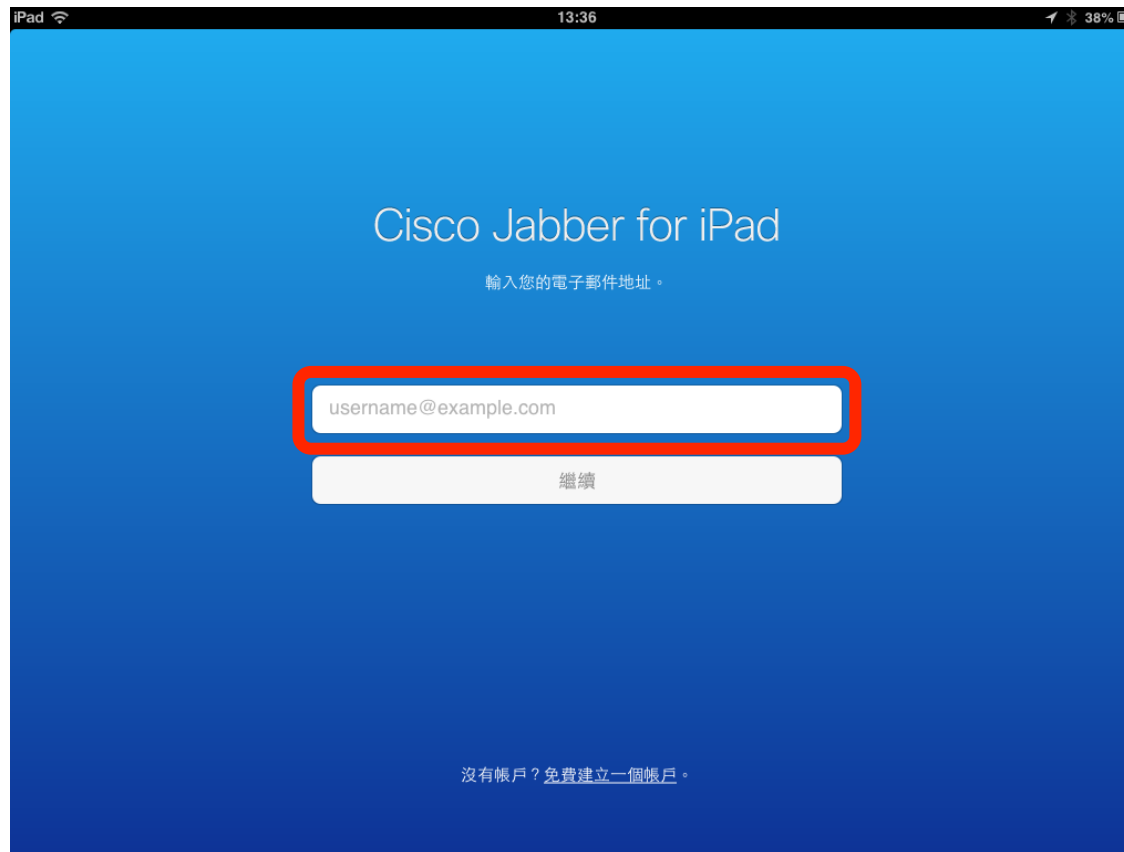 iPad 13:36 38%
Cisco Jabber for iPad
輸入您的電子郵件地址。
username@example.com
繼續
沒有帳戶？免費建立一個帳戶。